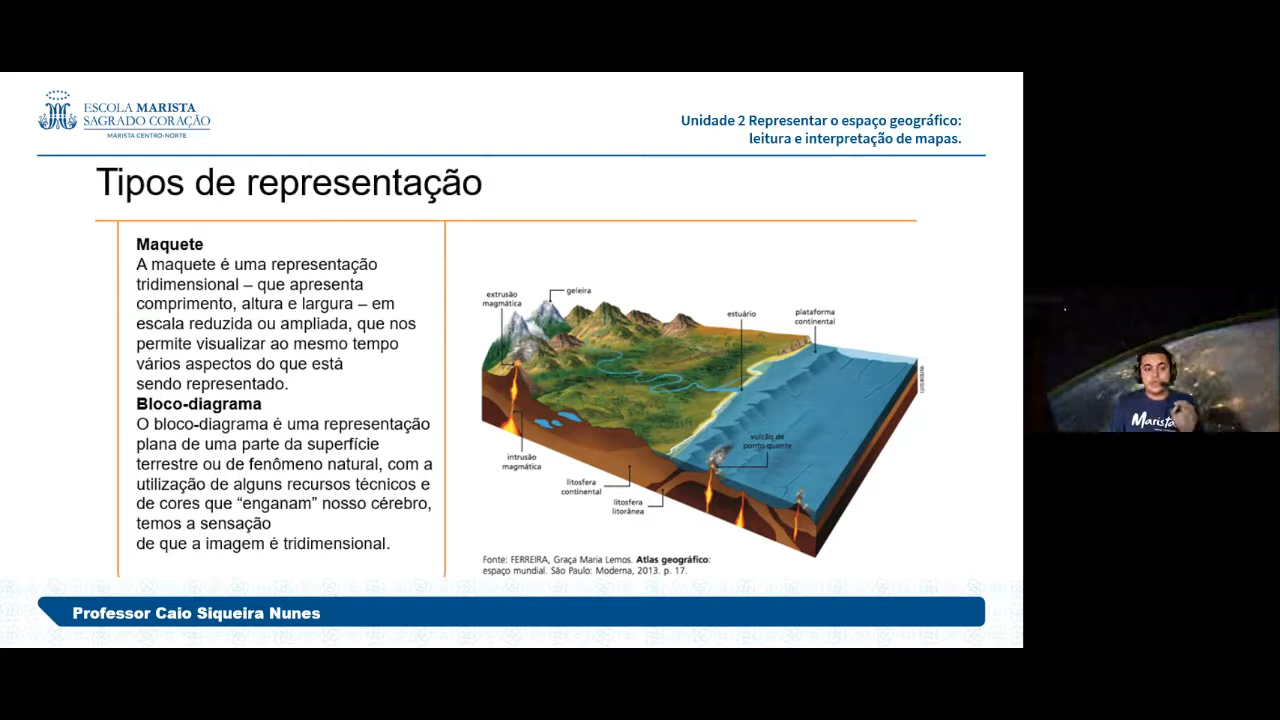 ESCOLA MARISTA
SAGRADO CORAÇÃO
MARISTA CENTRO-NORTE
Unidade 2 Representar o espaço geográfico:
leitura e interpretação de mapas.
Tipos de representação
Maquete
A maquete é uma representação
tridimensional – que apresenta
comprimento, altura e largura – em
escala reduzida ou ampliada, que nos
permite visualizar ao mesmo tempo
vários aspectos do que está
sendo representado.
Bloco-diagrama
O bloco-diagrama é uma representação
plana de uma parte da superfície
terrestre ou de fenômeno natural, com a
utilização de alguns recursos técnicos e
de cores que “enganam” nosso cérebro,
temos a sensação
de que a imagem é tridimensional.
extrusão
magmática
geleira
estuário
plataforma
continental
vulcão de
ponto quente
intrusão
magmática
litosfera
continental
litosfera
litorânea
Fonte: FERREIRA, Graça Maria Lemos. Atlas geográfico:
espaço mundial. São Paulo: Moderna, 2013. p. 17.
Professor Caio Siqueira Nunes
Marista